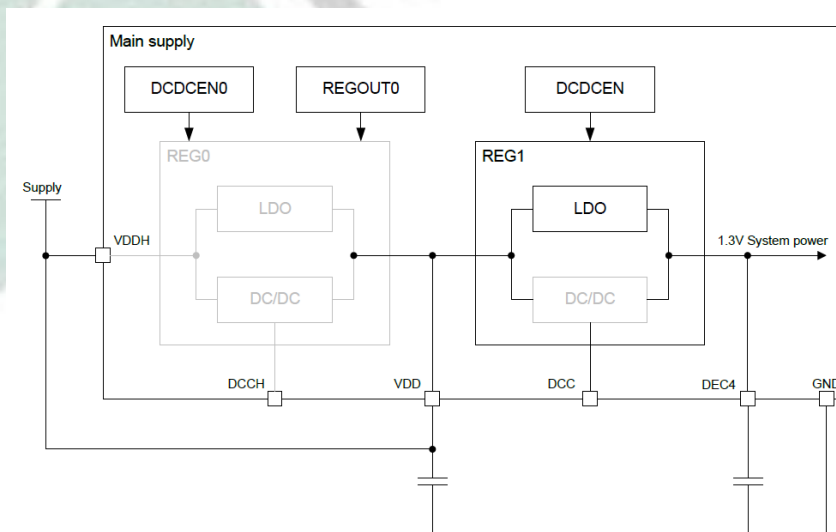 Main supply
DCDCEN0
REGOUT0
DCDCEN
REG0
REG1
Supply
LDO
LDO
VDDH
1.3V System power
DC/DC
DC/DC
DCCH
VDD
DCC
DEC4
GND